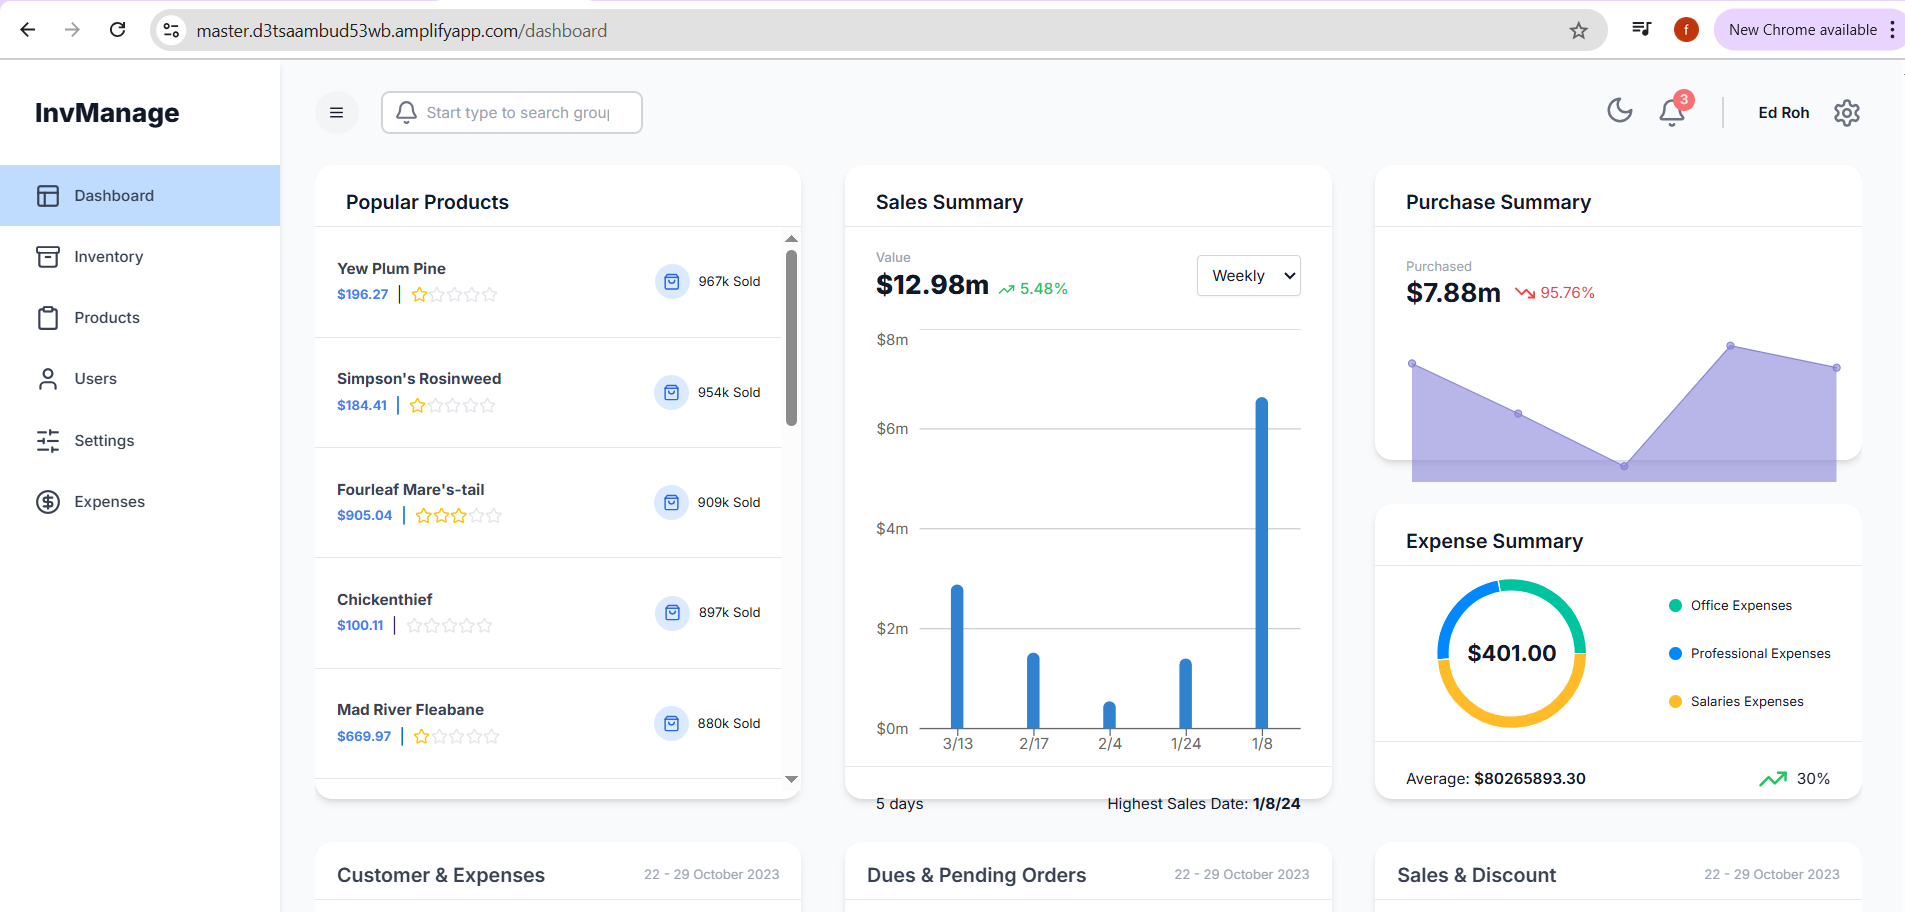 master.d3tsaambud53wb.amplifyapp.com/dashboard
f
New Chrome available
InvManage
Start type to search group
3
Ed Roh
Dashboard
Inventory
Products
Users
Settings
Expenses
Popular Products
Yew Plum Pine
$196.27
967k Sold
Simpson's Rosinweed
$184.41
954k Sold
Fourleaf Mare's-tail
$905.04
909k Sold
Chickenthief
$100.11
897k Sold
Mad River Fleabane
$669.97
880k Sold
Sales Summary
Value
$12.98m 5.48%
Weekly
$8m
$6m
$4m
$2m
$0m
3/13 2/17 2/4 1/24 1/8
5 days
Highest Sales Date: 1/8/24
Purchase Summary
Purchased
$7.88m 95.76%
Expense Summary
$401.00
Office Expenses
Professional Expenses
Salaries Expenses
Average: $80265893.30
30%
Customer & Expenses
22 - 29 October 2023
Dues & Pending Orders
22 - 29 October 2023
Sales & Discount
22 - 29 October 2023